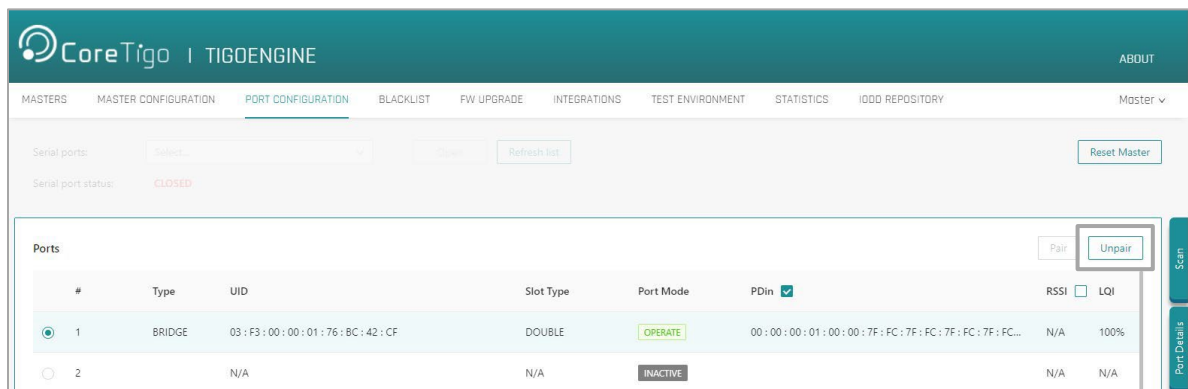 CoreTigo | TIGOENGINE
ABOUT
MASTERS MASTER CONFIGURATION PORT CONFIGURATION BLACKLIST FW UPGRADE INTEGRATIONS TEST ENVIRONMENT STATISTICS IODD REPOSITORY Master
Serial ports: Select... Open Refresh list Reset Master
Serial port status: CLOSED
Ports Pair Unpair
Scan
# Type UID Slot Type Port Mode PDin RSSI LQI
1 BRIDGE 03 : F3 : 00 : 00 : 01 : 76 : BC : 42 : CF DOUBLE OPERATE 00 : 00 : 00 : 01 : 00 : 00 : 7F : FC : 7F : FC : 7F : FC : 7F : FC... N/A 100%
Port Details
2 N/A N/A INACTIVE N/A N/A